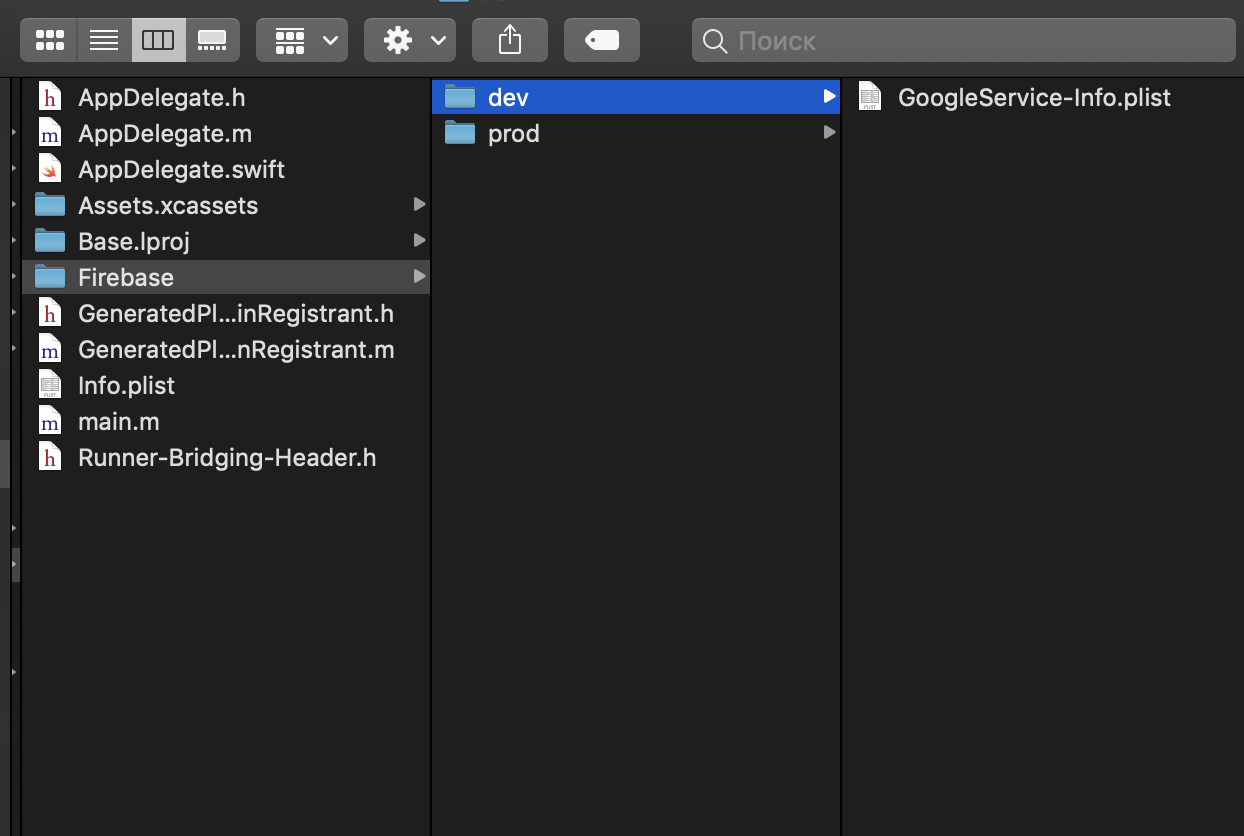 Поиск
AppDelegate.h
AppDelegate.m
AppDelegate.swift
Assets.xcassets
Base.lproj
Firebase
GeneratedPl...inRegistrant.h
GeneratedPl...nRegistrant.m
Info.plist
main.m
Runner-Bridging-Header.h
dev
prod
GoogleService-Info.plist